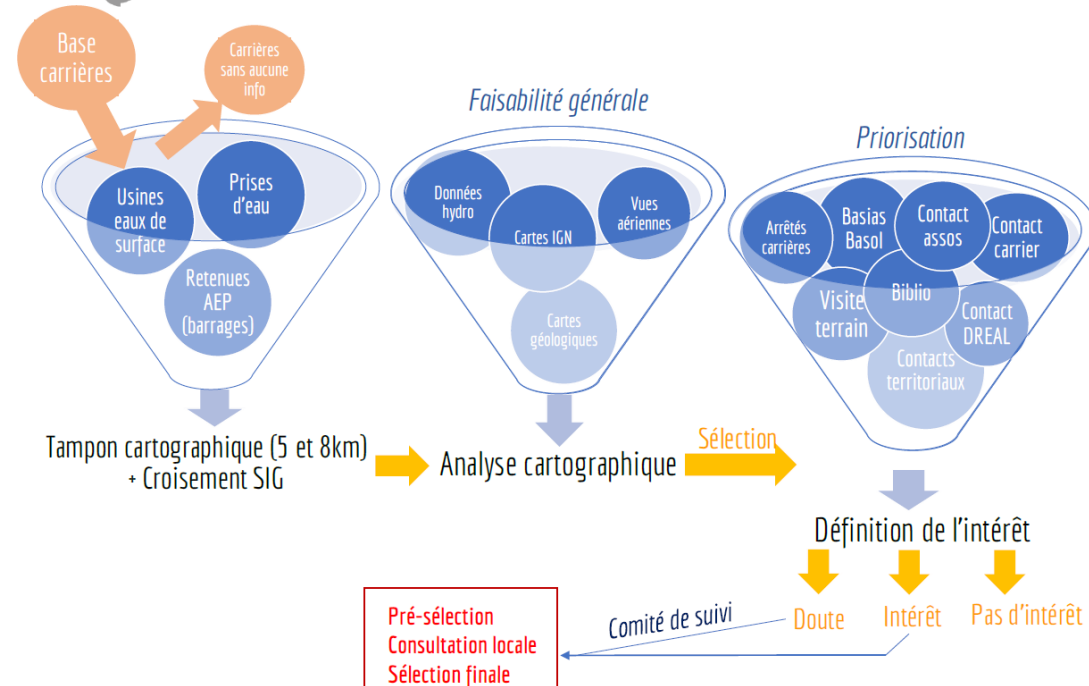 Base
carrières
Carrières
sans aucune
info
Usines
eaux de
surface
Prises
d'eau
Retenues
AEP
(barrages)
Tampon cartographique (5 et 8km)
+ Croisement SIG
Faisabilité générale
Données
hydro
Cartes IGN
Vues
aériennes
Cartes
géologiques
Analyse cartographique
Sélection
Priorisation
Arrêtés
carrières
Basias
Basol
Contact
assos
Contact
carrier
Visite
terrain
Biblio
Contact
DREAL
Contacts
territoriaux
Définition de l'intérêt
Doute
Intérêt
Pas d'intérêt
Comité de suivi
Pré-sélection
Consultation locale
Sélection finale